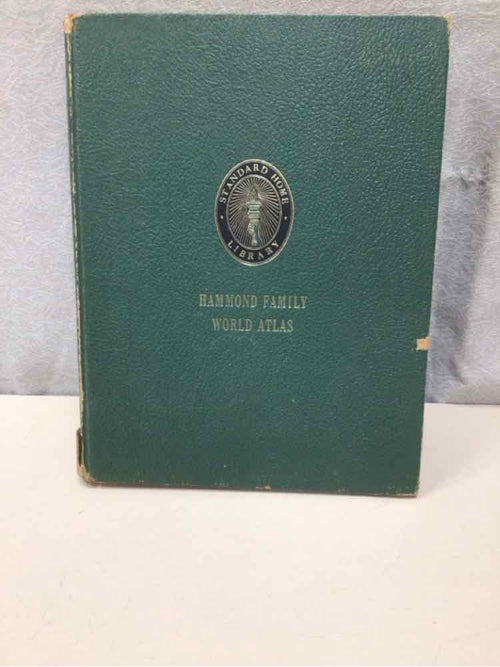 STANDARD HOME
LIBRARY
HAMMOND FAMILY
WORLD ATLAS